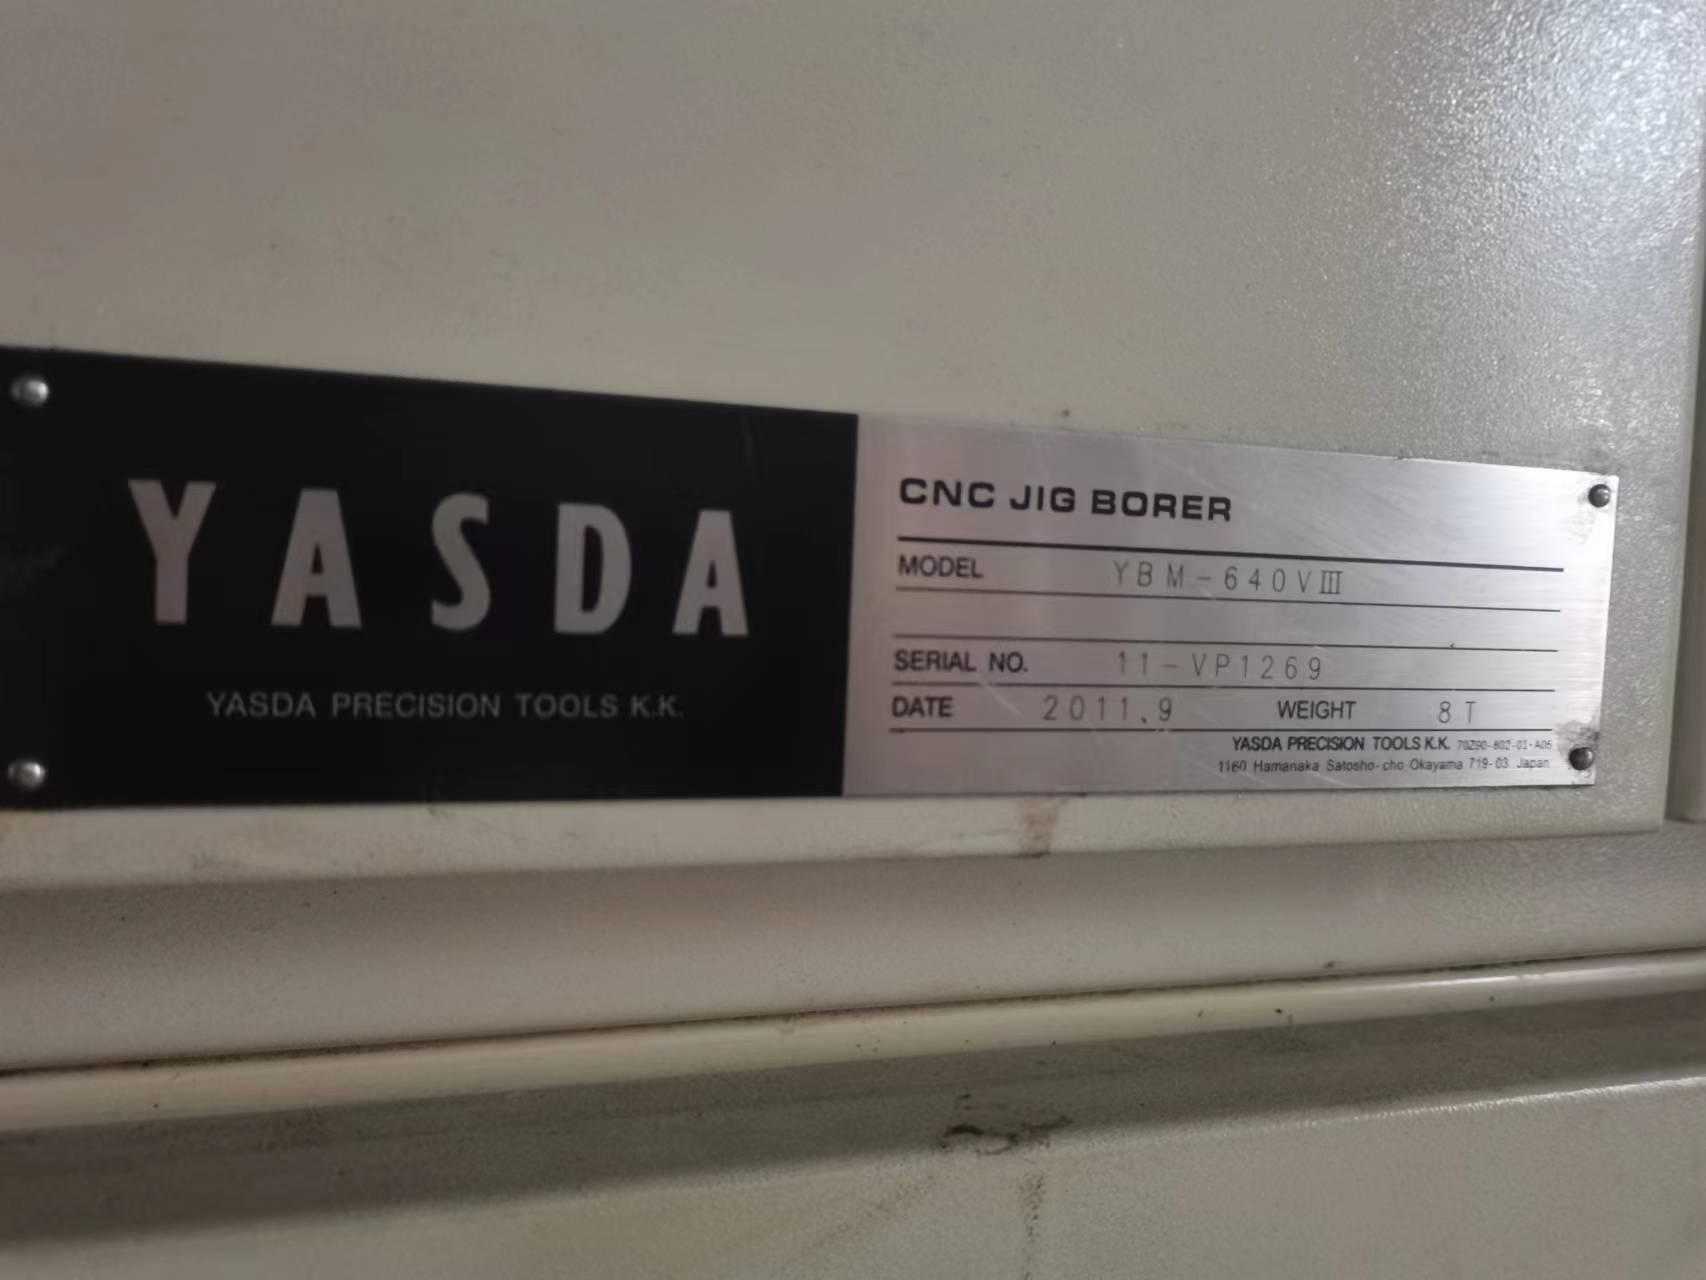 YASDA
YASDA PRECISION TOOLS K.K.
CNC JIG BORER
MODEL YBM-640VⅢ
SERIAL NO. 11-VP1269
DATE 2011.9 WEIGHT 8T
YASDA PRECISION TOOLS K.K. 70Z90-802-01-A05
1160 Hamanaka Satosho-cho Okayama 719-03 Japan